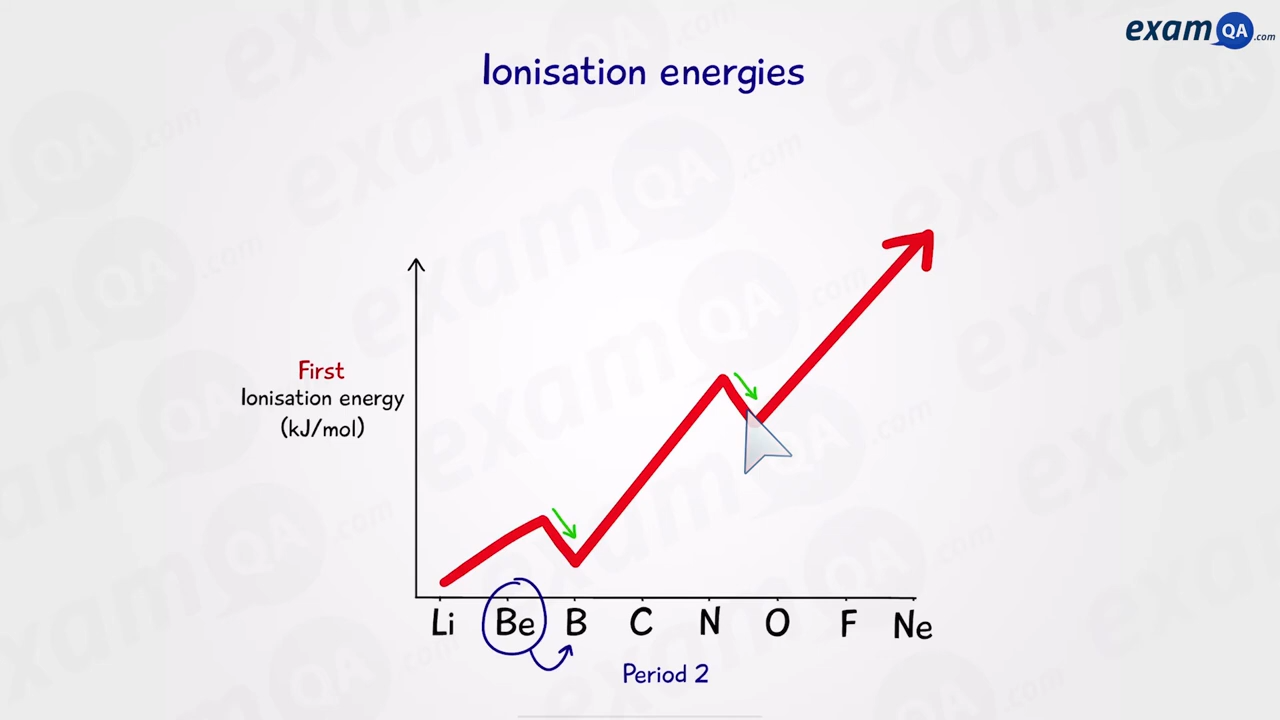 examQA.com
Ionisation energies
First
Ionisation energy
(kJ/mol)
Li Be B C N O F Ne
Period 2